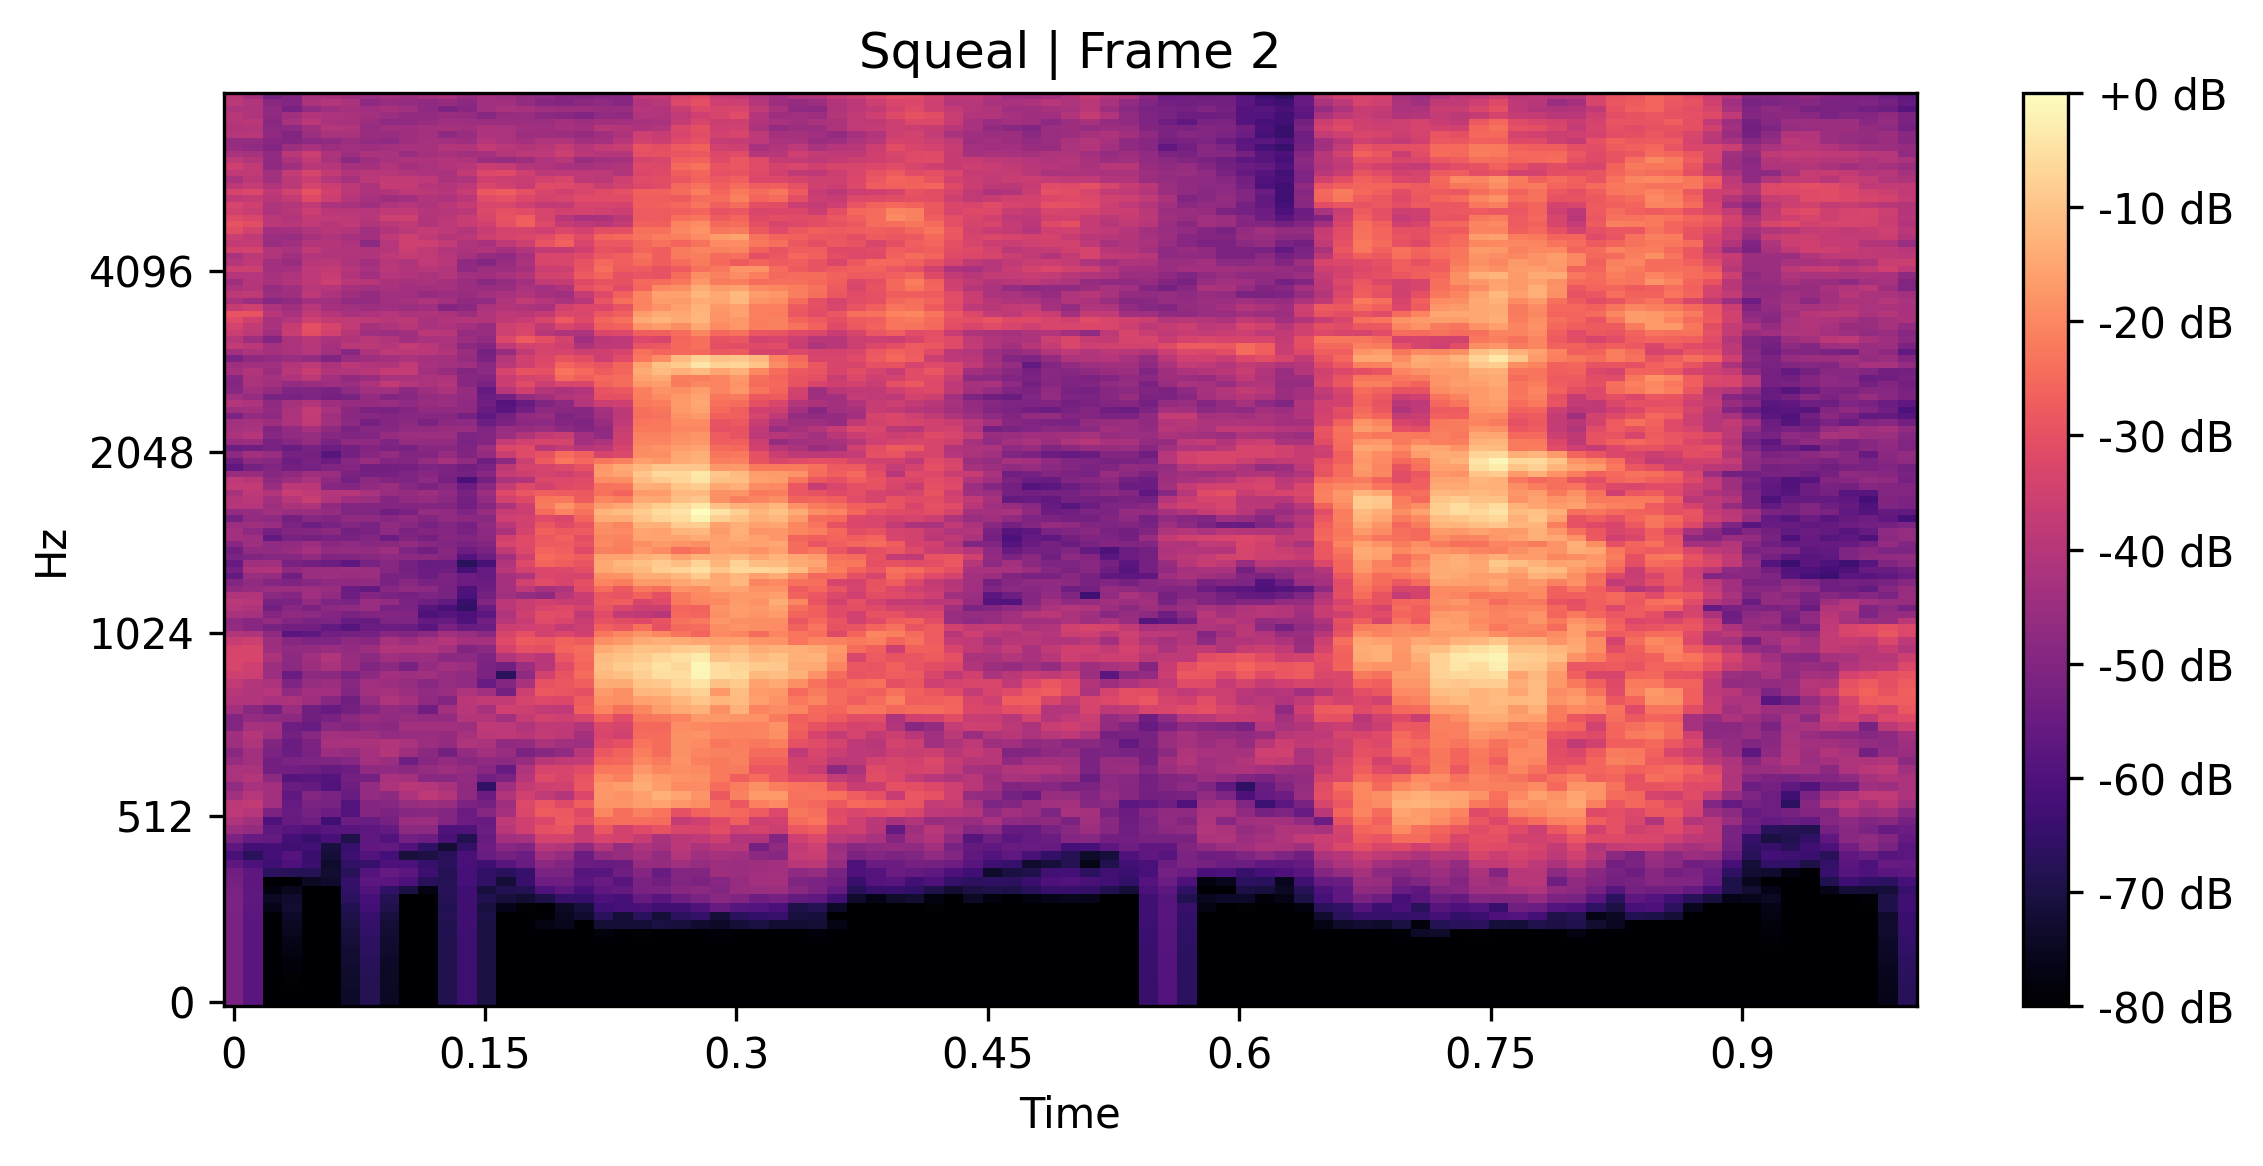 Squeal | Frame 2
Hz
4096
2048
1024
512
0
0 0.15 0.3 0.45 0.6 0.75 0.9
Time
+0 dB
-10 dB
-20 dB
-30 dB
-40 dB
-50 dB
-60 dB
-70 dB
-80 dB